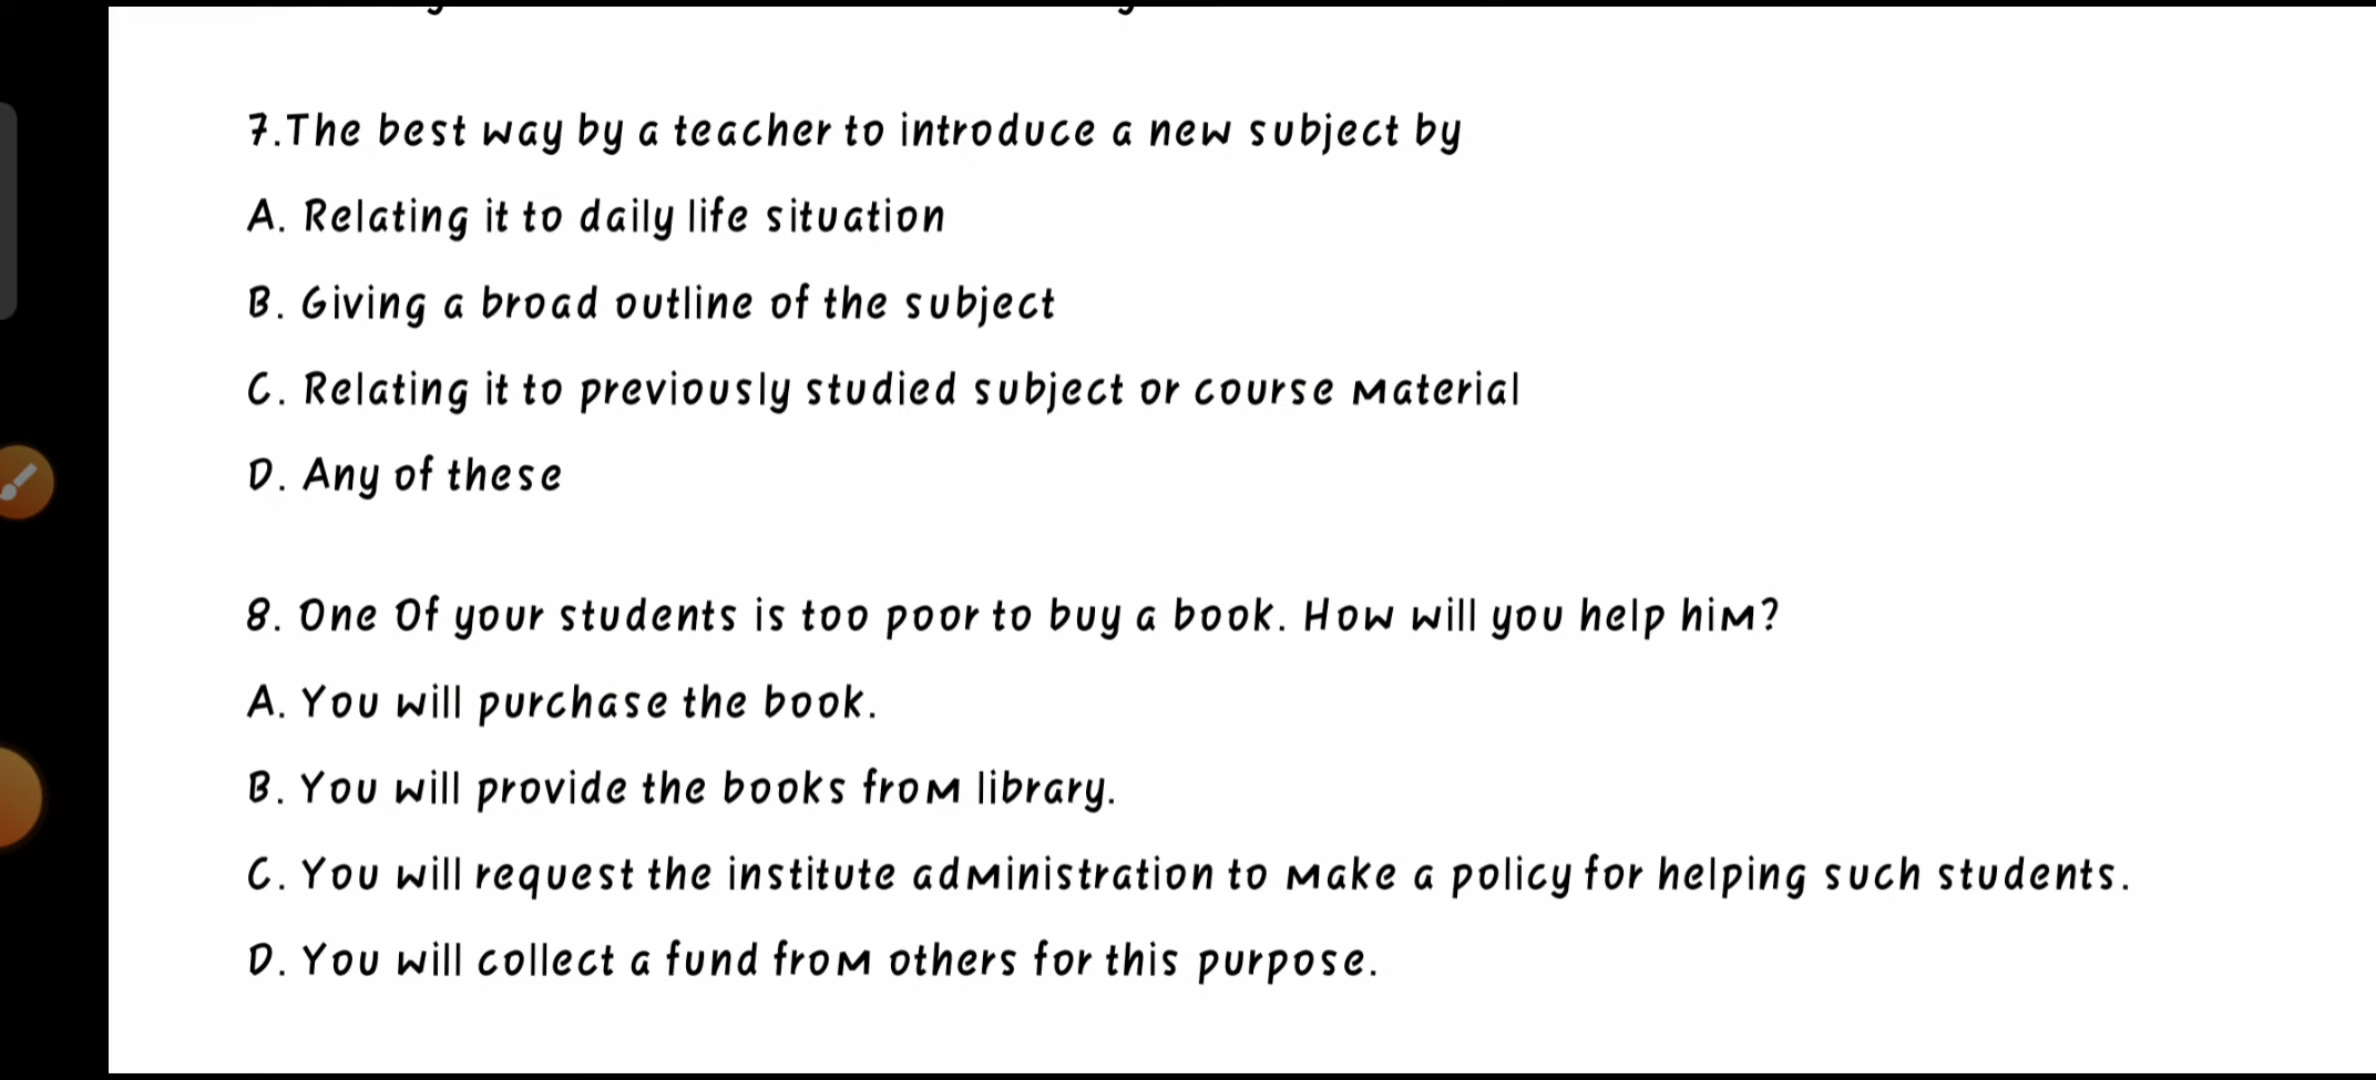 7.The best way by a teacher to introduce a new subject by
A. Relating it to daily life situation
B. Giving a broad outline of the subject
C. Relating it to previously studied subject or course material
D. Any of these
8. One Of your students is too poor to buy a book. How will you help him?
A. You will purchase the book.
B. You will provide the books from library.
C. You will request the institute administration to make a policy for helping such students.
D. You will collect a fund from others for this purpose.